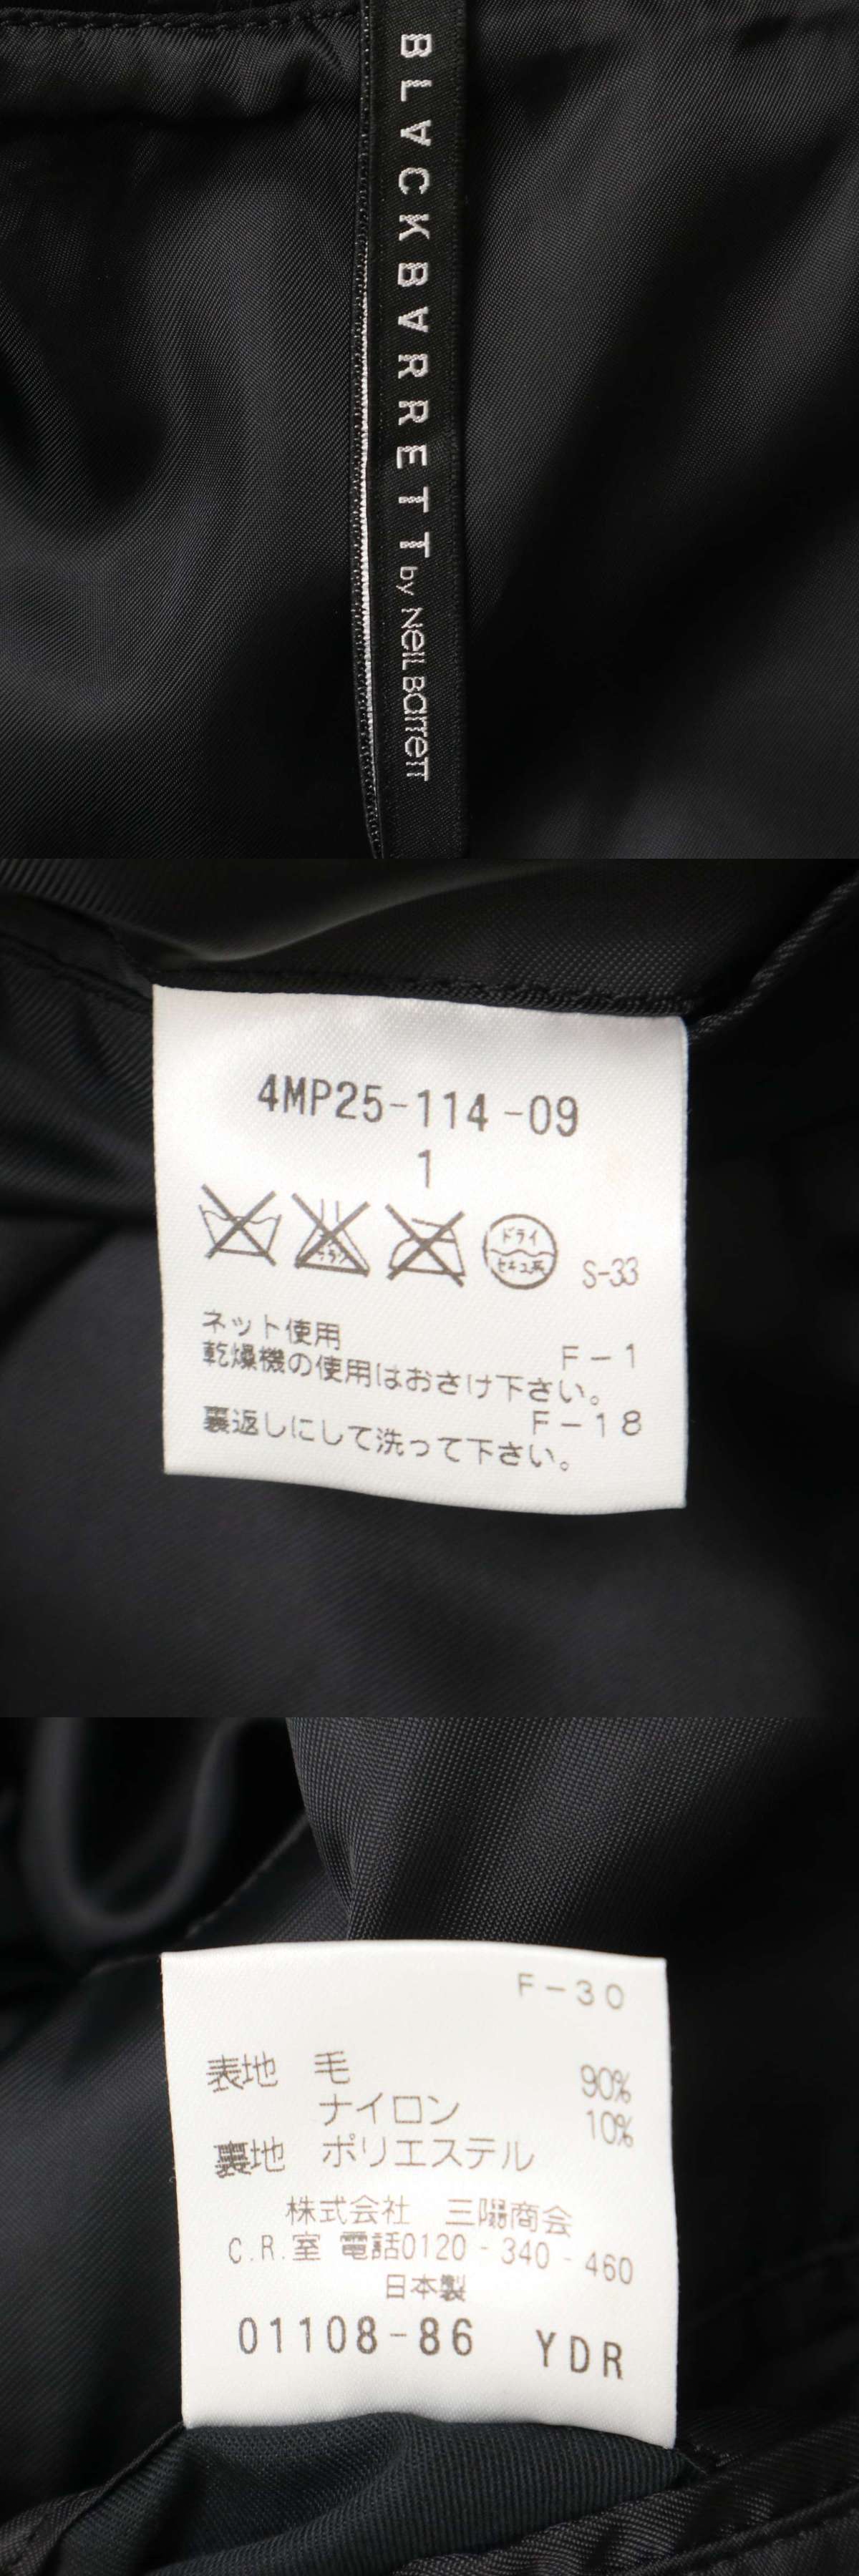 BLACKBARRETT by NEIL BarreTT
4MP25-114-09
1
ドライ
セキユ系
S-33
ネット使用
F-1
乾燥機の使用はおさけ下さい。
F-18
裏返しにして洗って下さい。
F-30
表地 毛 90%
ナイロン 10%
裏地 ポリエステル
株式会社 三陽商会
C.R.室 電話0120-340-460
日本製
01108-86 YDR